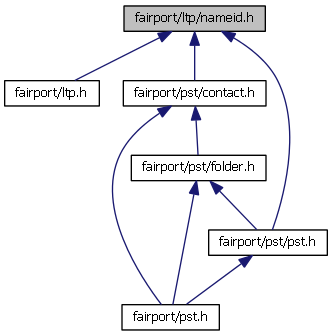 fairport/ltp/nameid.h
fairport/ltp.h
fairport/pst/contact.h
fairport/pst/folder.h
fairport/pst/pst.h
fairport/pst.h